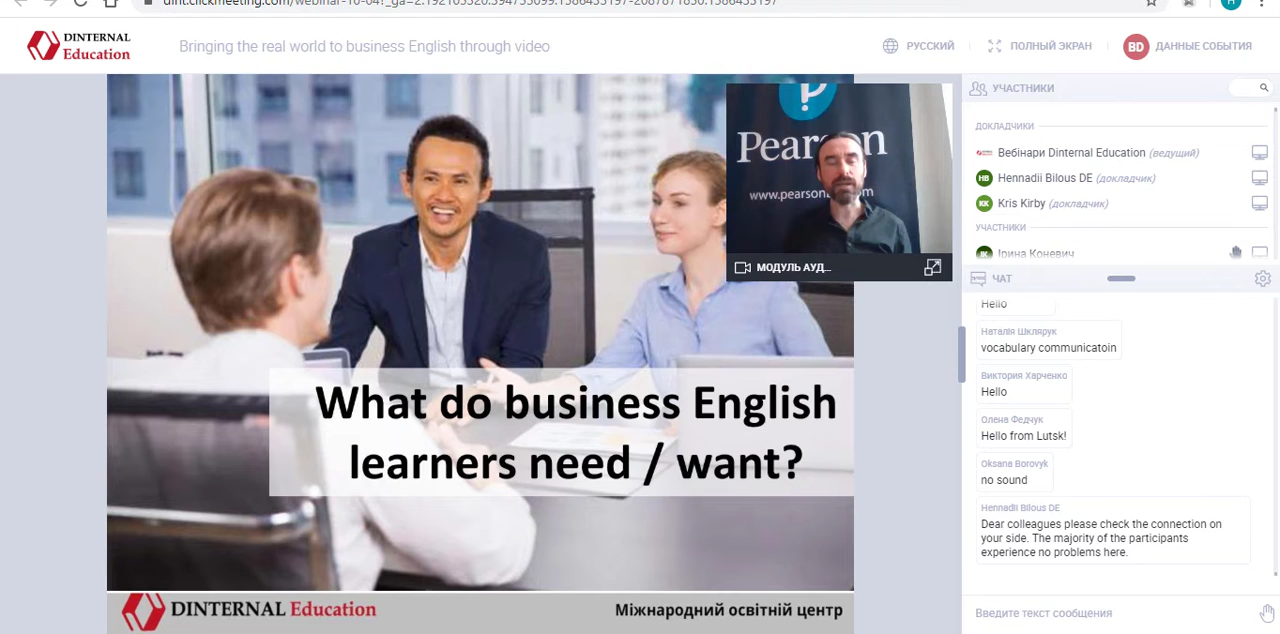 DINTERNAL
Education
Bringing the real world to business English through video
РУССКИЙ
ПОЛНЫЙ ЭКРАН
BD
ДАННЫЕ СОБЫТИЯ
Pearson
www.pearson
МОДУЛЬ АУД...
What do business English
learners need / want?
DINTERNAL Education
Міжнародний освітній центр
УЧАСТНИКИ
ДОКЛАДЧИКИ
Вебінари Dinternal Education (ведущий)
HB Hennadii Bilous DE (докладчик)
KK Kris Kirby (докладчик)
УЧАСТНИКИ
Ірина Коневич
ЧАТ
Hello
Наталія Шклярук
vocabulary communicatoin
Виктория Харченко
Hello
Олена Федчук
Hello from Lutsk!
Oksana Borovyk
no sound
Hennadii Bilous DE
Dear colleagues please check the connection on
your side. The majority of the participants
experience no problems here.
Введите текст сообщения